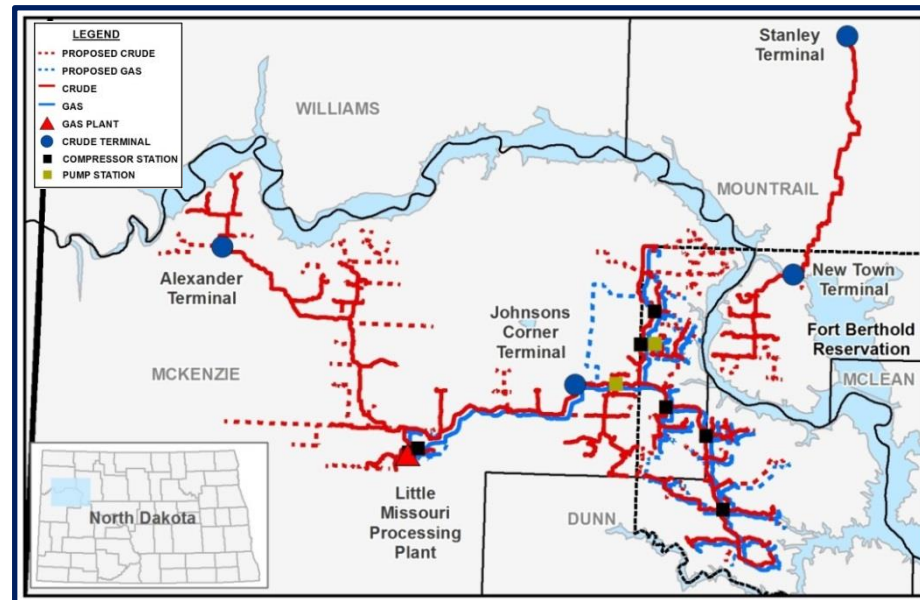 LEGEND
PROPOSED CRUDE
PROPOSED GAS
CRUDE
GAS
GAS PLANT
CRUDE TERMINAL
COMPRESSOR STATION
PUMP STATION
Stanley
Terminal
WILLIAMS
MOUNTRAIL
Alexander
Terminal
New Town
Terminal
Johnsons
Corner
Terminal
Fort Berthold
Reservation
MCKENZIE
MCLEAN
Little
Missouri
Processing
Plant
DUNN
North Dakota